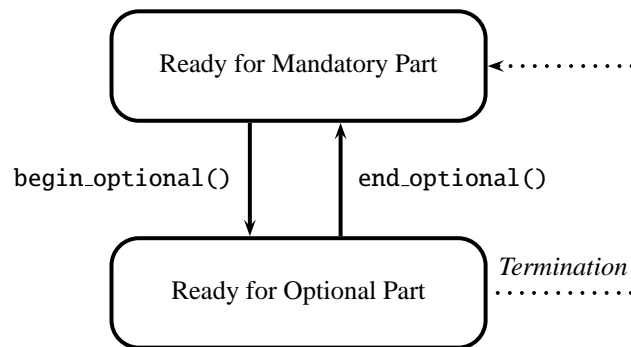 Ready for Mandatory Part
begin_optional() end_optional()
Termination
Ready for Optional Part